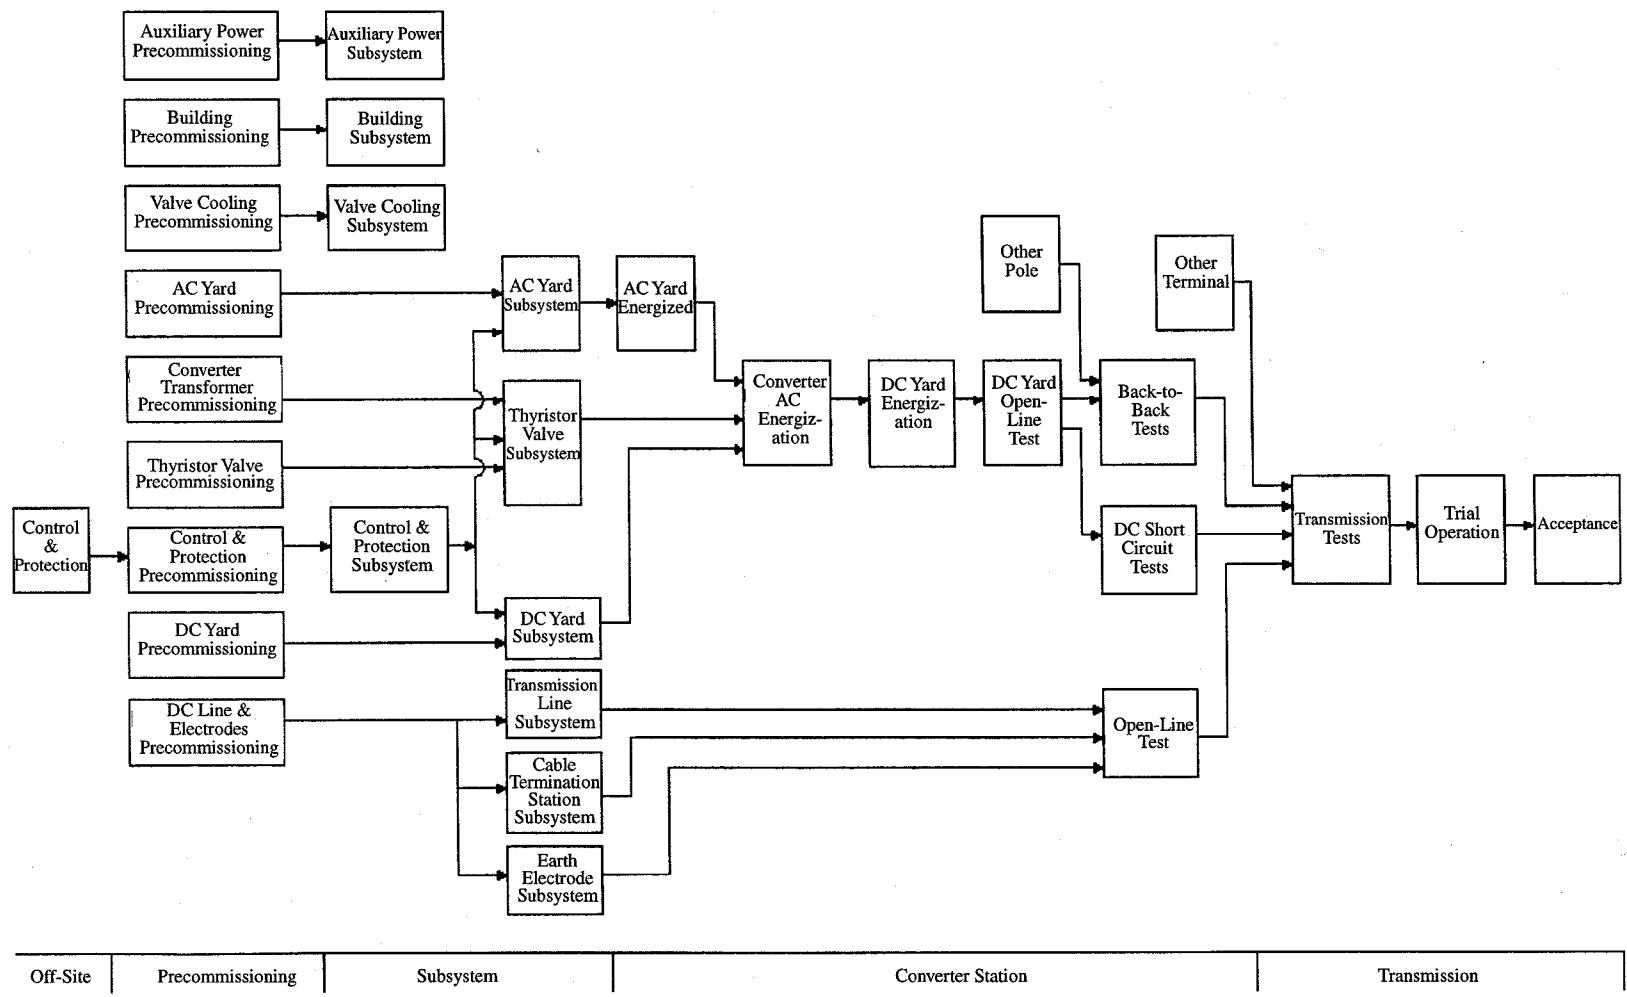 Auxiliary Power
Precommissioning
Auxiliary Power
Subsystem
Building
Precommissioning
Building
Subsystem
Valve Cooling
Precommissioning
Valve Cooling
Subsystem
AC Yard
Precommissioning
AC Yard
Subsystem
AC Yard
Energized
Other
Pole
Other
Terminal
Converter
Transformer
Precommissioning
Thyristor
Valve
Subsystem
Converter
AC
Energiz-
ation
DC Yard
Energiz-
ation
DC Yard
Open-
Line
Test
Back-to-
Back
Tests
Thyristor Valve
Precommissioning
Control
&
Protection
Control &
Protection
Precommissioning
Control &
Protection
Subsystem
DC Short
Circuit
Tests
Transmission
Tests
Trial
Operation
Acceptance
DC Yard
Precommissioning
DC Yard
Subsystem
DC Line &
Electrodes
Precommissioning
Transmission
Line
Subsystem
Open-Line
Test
Cable
Termination
Station
Subsystem
Earth
Electrode
Subsystem
Off-Site
Precommissioning
Subsystem
Converter Station
Transmission